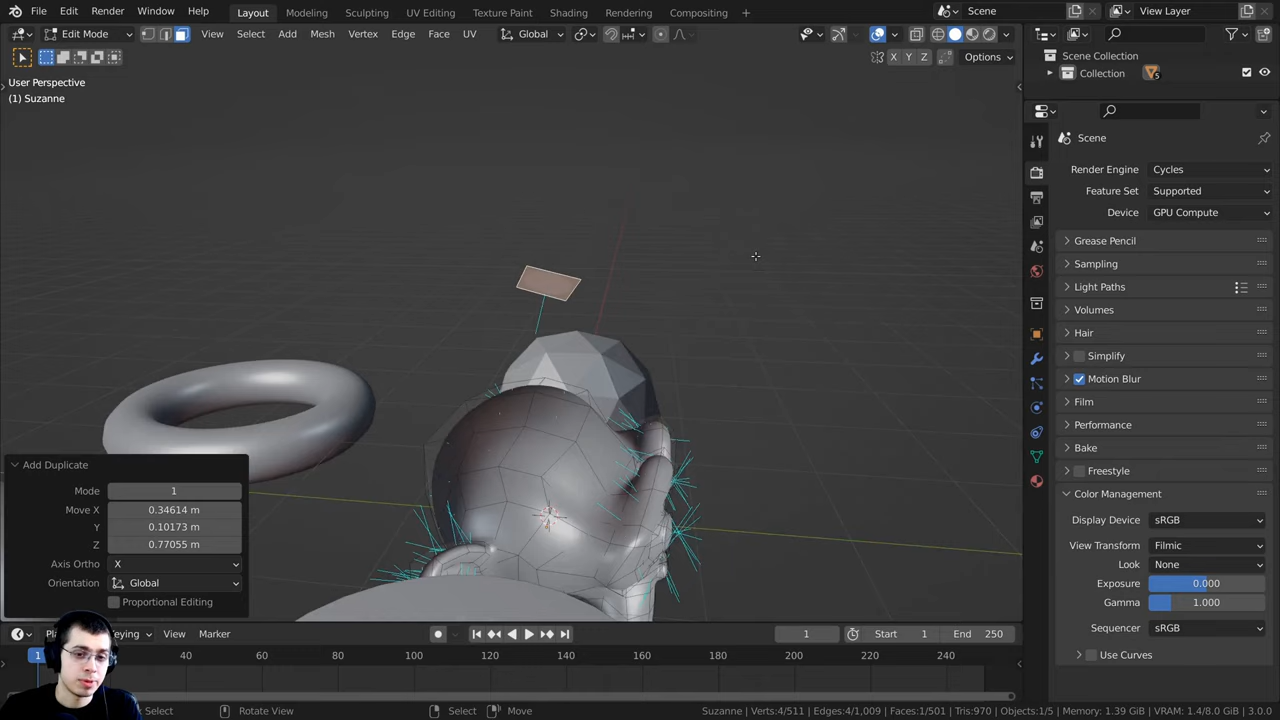 File Edit Render Window Help Layout Modeling Sculpting UV Editing Texture Paint Shading Rendering Compositing + Scene View Layer
Edit Mode View Select Add Mesh Vertex Edge Face UV Global
X Y Z Options
User Perspective
(1) Suzanne
Scene Collection
Collection 5
Scene
Render Engine Cycles
Feature Set Supported
Device GPU Compute
Grease Pencil
Sampling
Light Paths
Volumes
Hair
Simplify
Motion Blur
Film
Performance
Bake
Freestyle
Color Management
Display Device sRGB
View Transform Filmic
Look None
Exposure 0.000
Gamma 1.000
Sequencer sRGB
Use Curves
Add Duplicate
Mode 1
Move X 0.34614 m
Y 0.10173 m
Z 0.77055 m
Axis Ortho X
Orientation Global
Proportional Editing
View Marker 1 Start 1 End 250
1 40 60 80 100 120 140 160 180 200 220 240
Select Rotate View Select Move Suzanne | Verts:4/511 | Edges:4/1,009 | Faces:1/501 | Tris:970 | Objects:1/5 | Memory: 1.39 GiB | VRAM: 1.4/8.0 GiB | 3.0.0